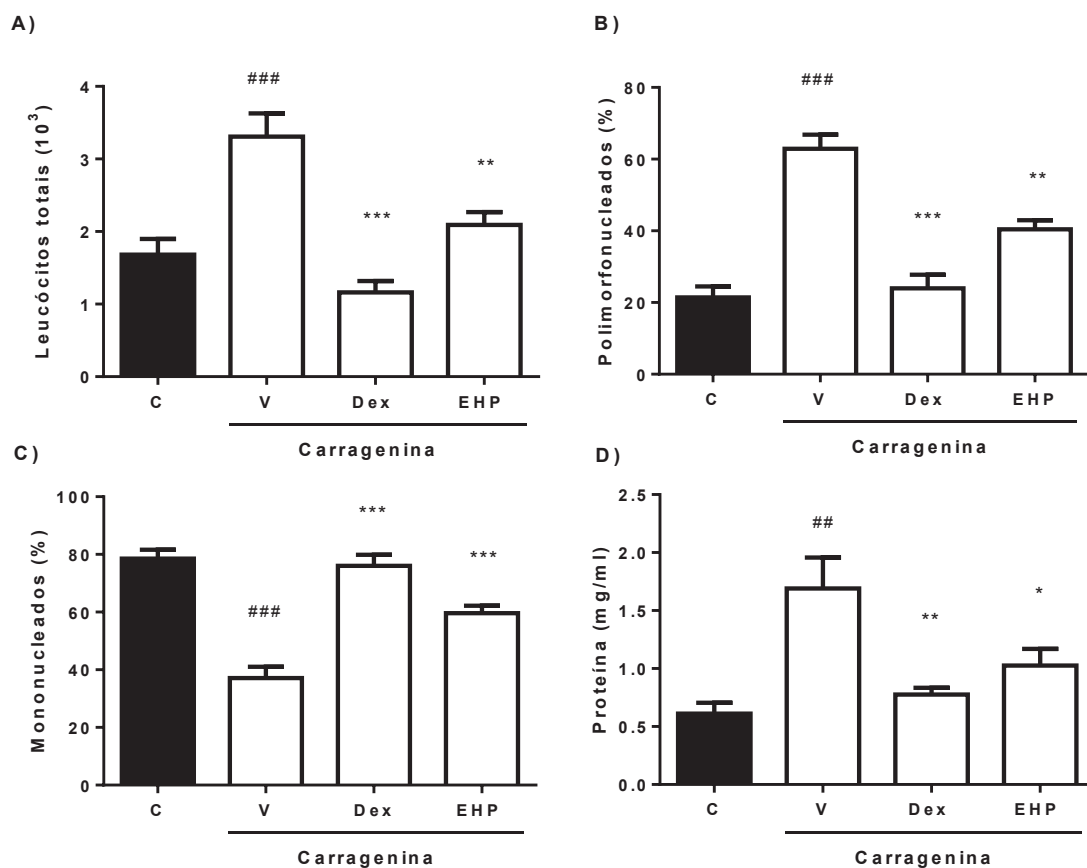 A)
Leucócitos totais (10³)
4
3
2
1
0
###
***
**
C
V
Dex
EHP
Carragenina
B)
Polimorfonucleados (%)
80
60
40
20
0
###
***
**
C
V
Dex
EHP
Carragenina
C)
Mononucleados (%)
100
80
60
40
20
0
###
***
***
C
V
Dex
EHP
Carragenina
D)
Proteína (mg/ml)
2.5
2.0
1.5
1.0
0.5
0.0
##
**
*
C
V
Dex
EHP
Carragenina